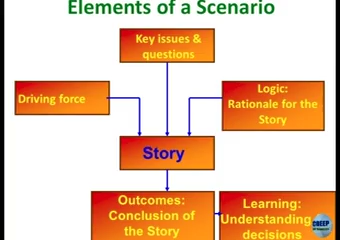 Elements of a Scenario
Key issues &
questions
Driving force
Logic:
Rationale for the
Story
Story
Outcomes:
Conclusion of
the Story
Learning:
Understanding
decisions
CREEP